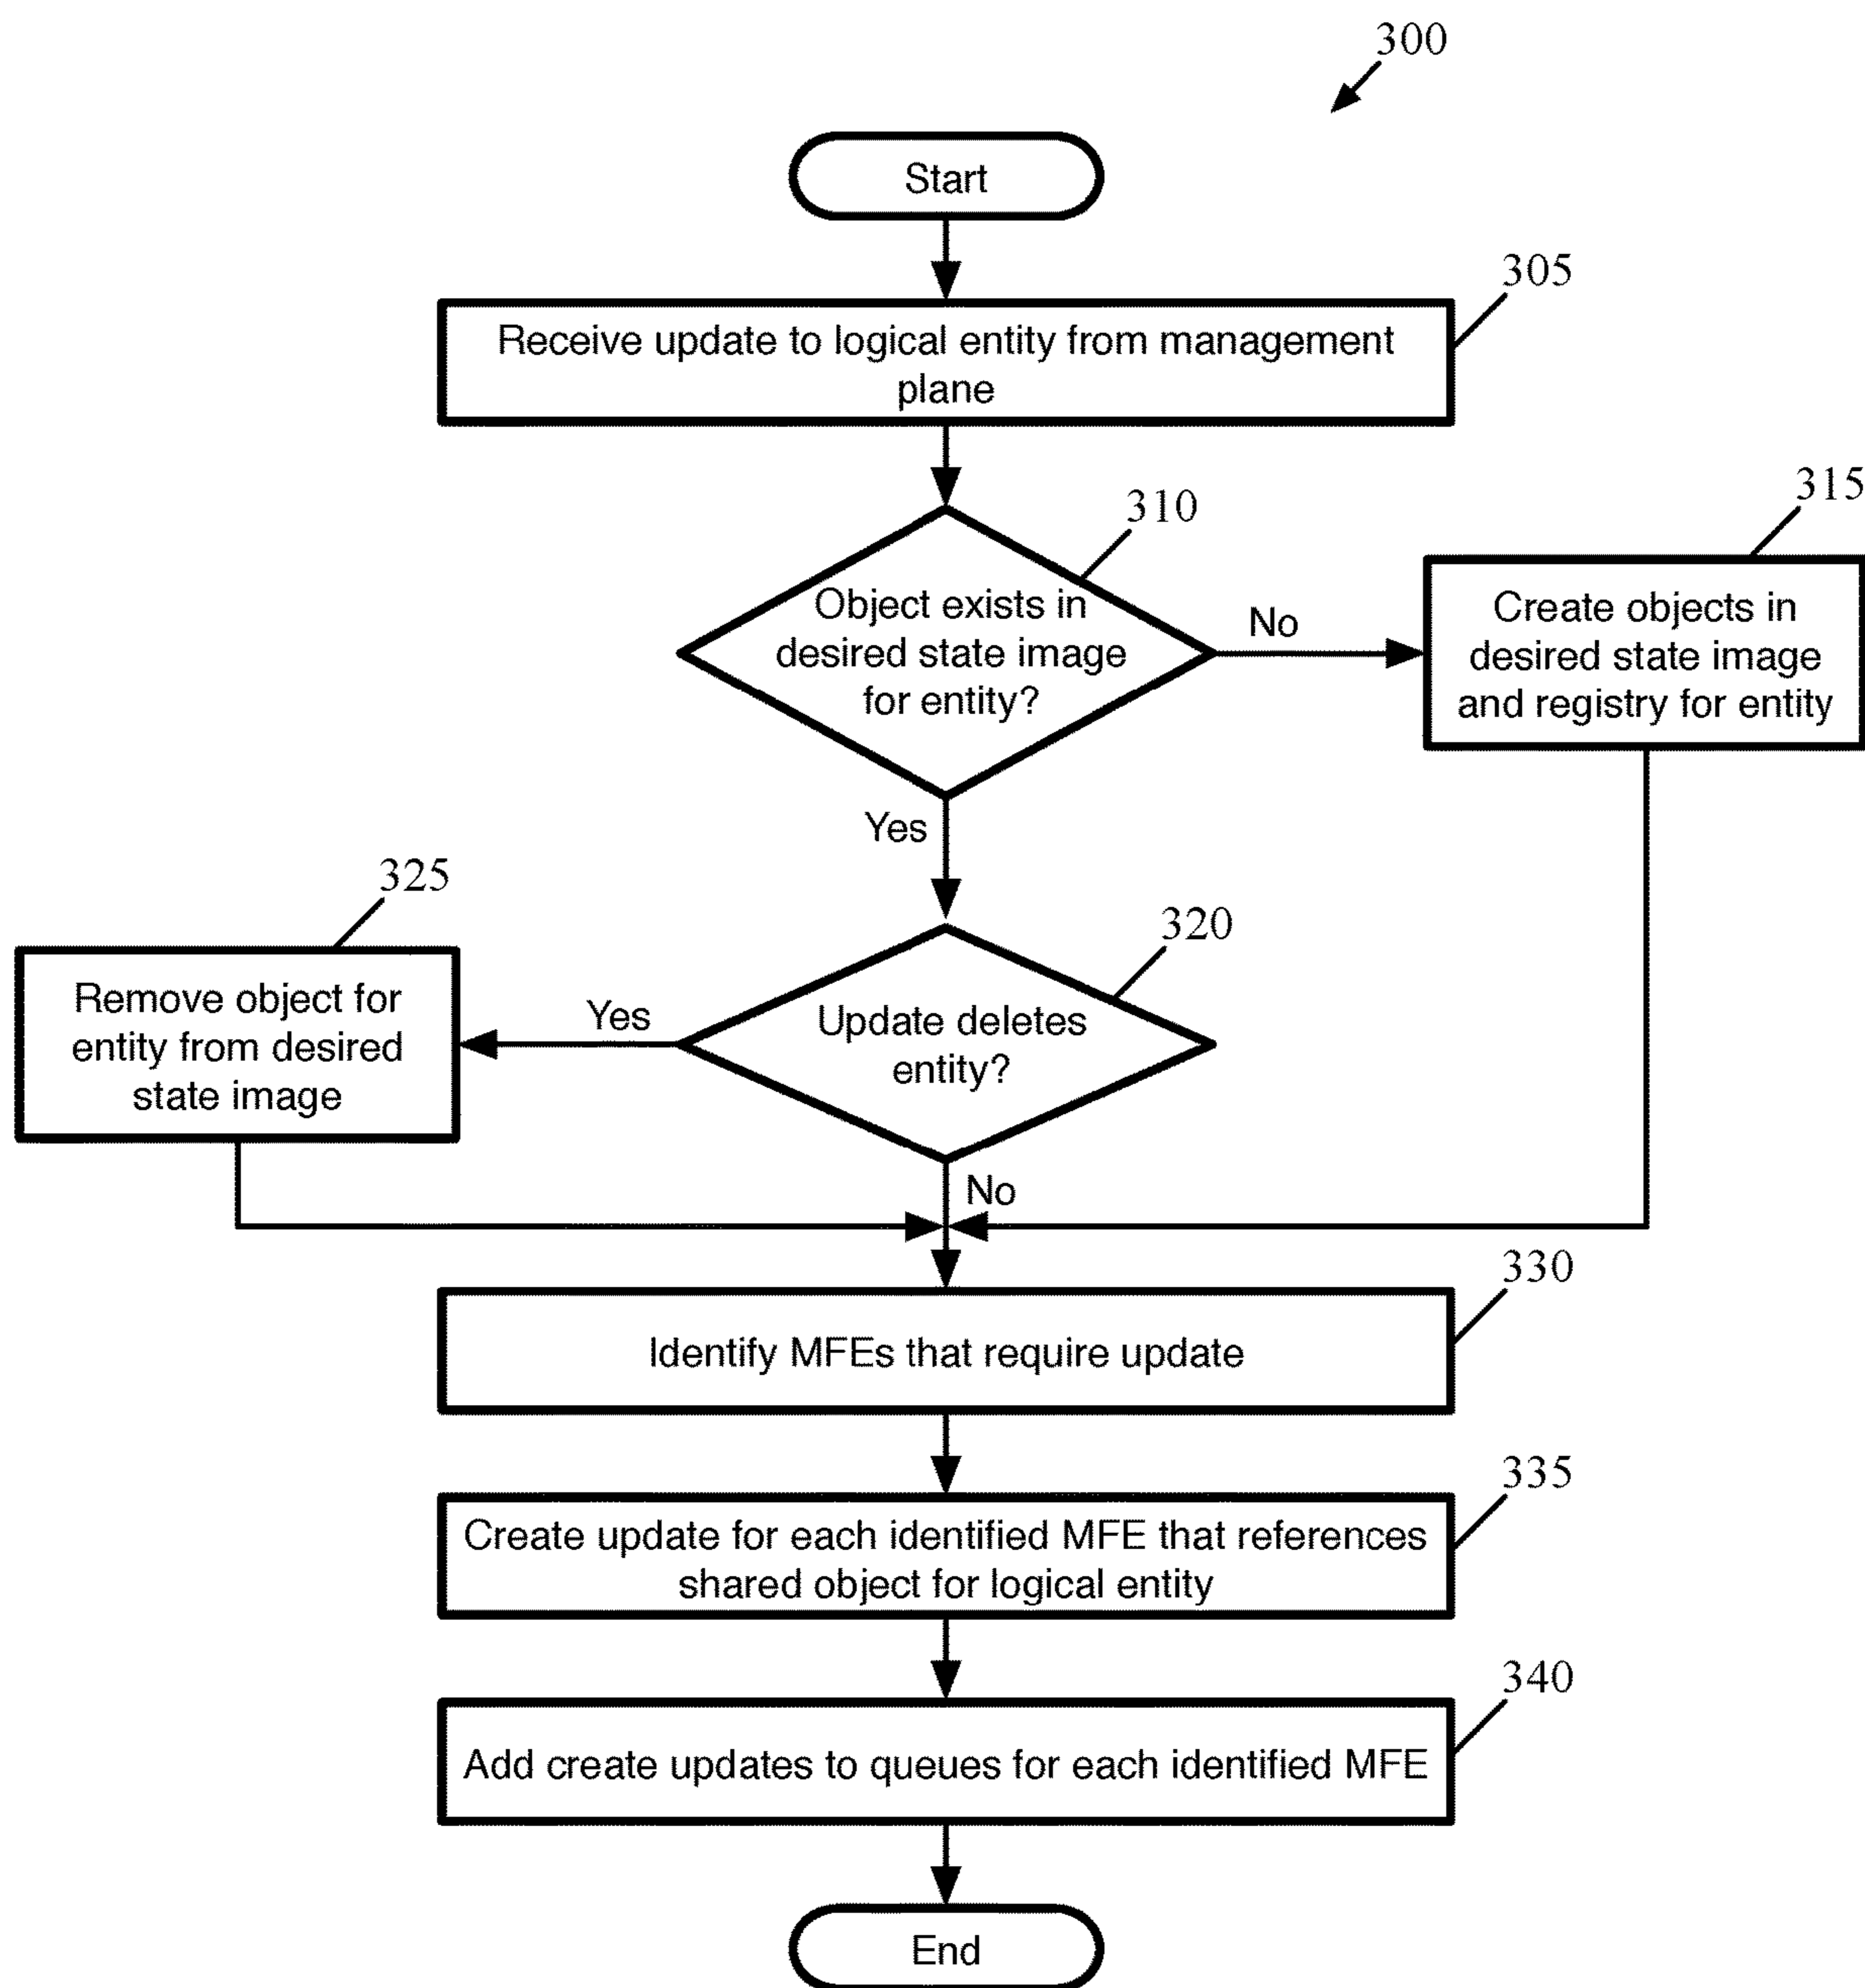 300
Start
305
Receive update to logical entity from management
plane
310
315
Object exists in
desired state image
for entity?
No
Create objects in
desired state image
and registry for entity
Yes
325
320
Remove object for
entity from desired
state image
Yes
Update deletes
entity?
No
330
Identify MFEs that require update
335
Create update for each identified MFE that references
shared object for logical entity
340
Add create updates to queues for each identified MFE
End